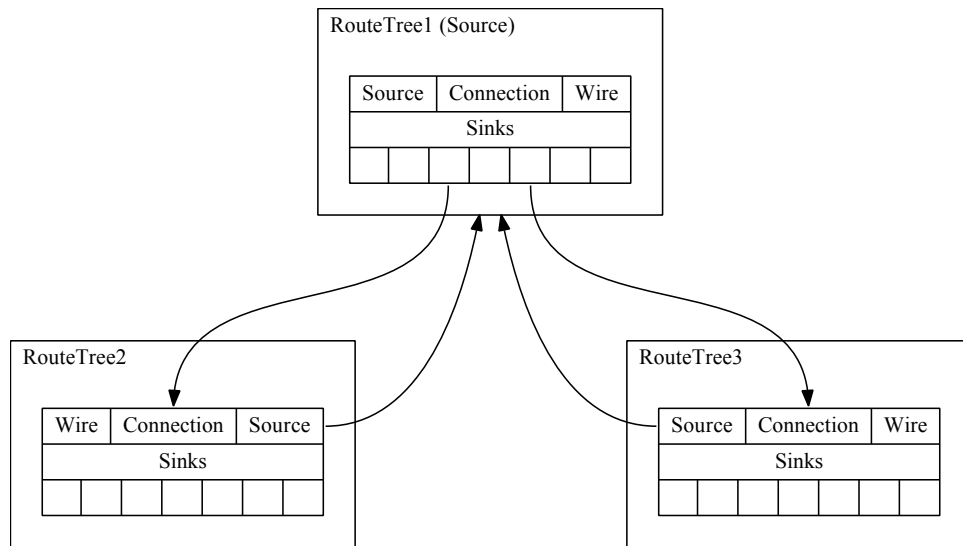 RouteTree1 (Source)
Source Connection Wire
Sinks
RouteTree2
Wire Connection Source
Sinks
RouteTree3
Source Connection Wire
Sinks